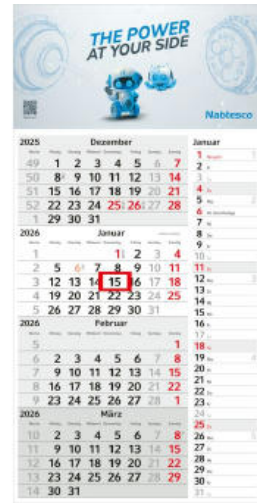 THE POWER
AT YOUR SIDE
Nabtesco
2025 Dezember
49 1 2 3 4 5 6 7
50 8 9 10 11 12 13 14
51 15 16 17 18 19 20 21
52 22 23 24 25 26 27 28
1 29 30 31
2026 Januar
1 1 2 3 4
2 5 6 7 8 9 10 11
3 12 13 14 15 16 17 18
4 19 20 21 22 23 24 25
5 26 27 28 29 30 31
2026 Februar
5 1
6 2 3 4 5 6 7 8
7 9 10 11 12 13 14 15
8 16 17 18 19 20 21 22
9 23 24 25 26 27 28 1
2026 März
10 2 3 4 5 6 7 8
11 9 10 11 12 13 14 15
12 16 17 18 19 20 21 22
13 23 24 25 26 27 28 29
14 30 31
Januar
1
2
3
4
5
6
7
8
9
10
11
12
13
14
15
16
17
18
19
20
21
22
23
24
25
26
27
28
29
30
31